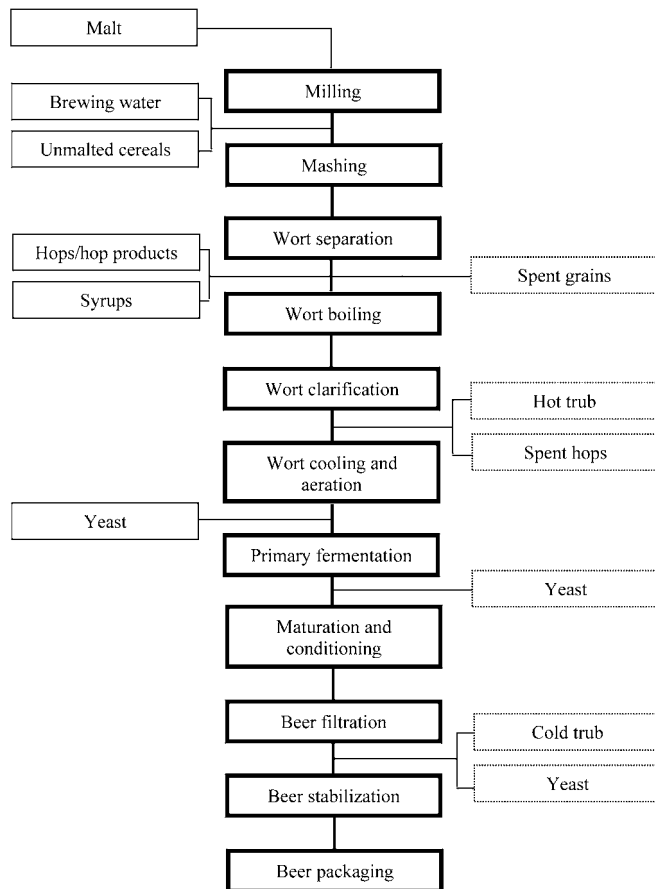 Malt
Milling
Brewing water
Unmalted cereals
Mashing
Wort separation
Hops/hop products
Spent grains
Syrups
Wort boiling
Wort clarification
Hot trub
Spent hops
Wort cooling and
aeration
Yeast
Primary fermentation
Yeast
Maturation and
conditioning
Beer filtration
Cold trub
Yeast
Beer stabilization
Beer packaging